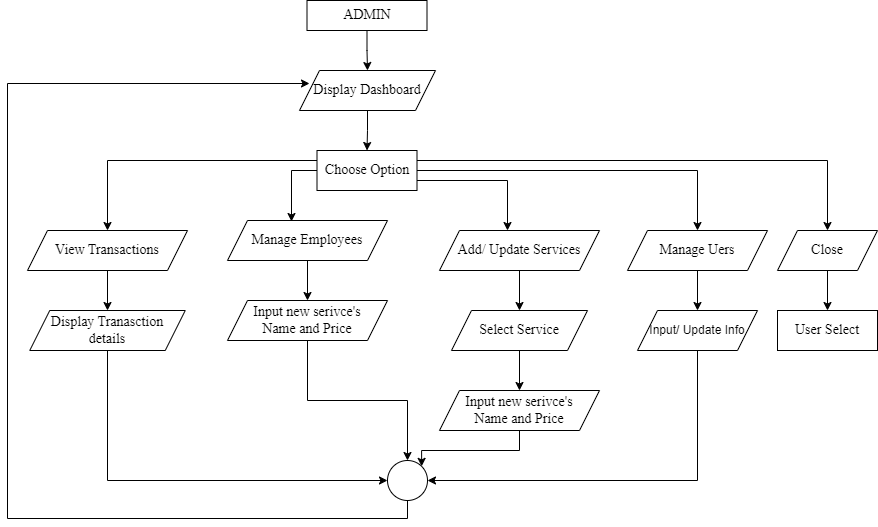 ADMIN
Display Dashboard
Choose Option
View Transactions
Manage Employees
Add/ Update Services
Manage Uers
Close
Display Tranasction
details
Input new serivce's
Name and Price
Select Service
Input/ Update Info
User Select
Input new serivce's
Name and Price